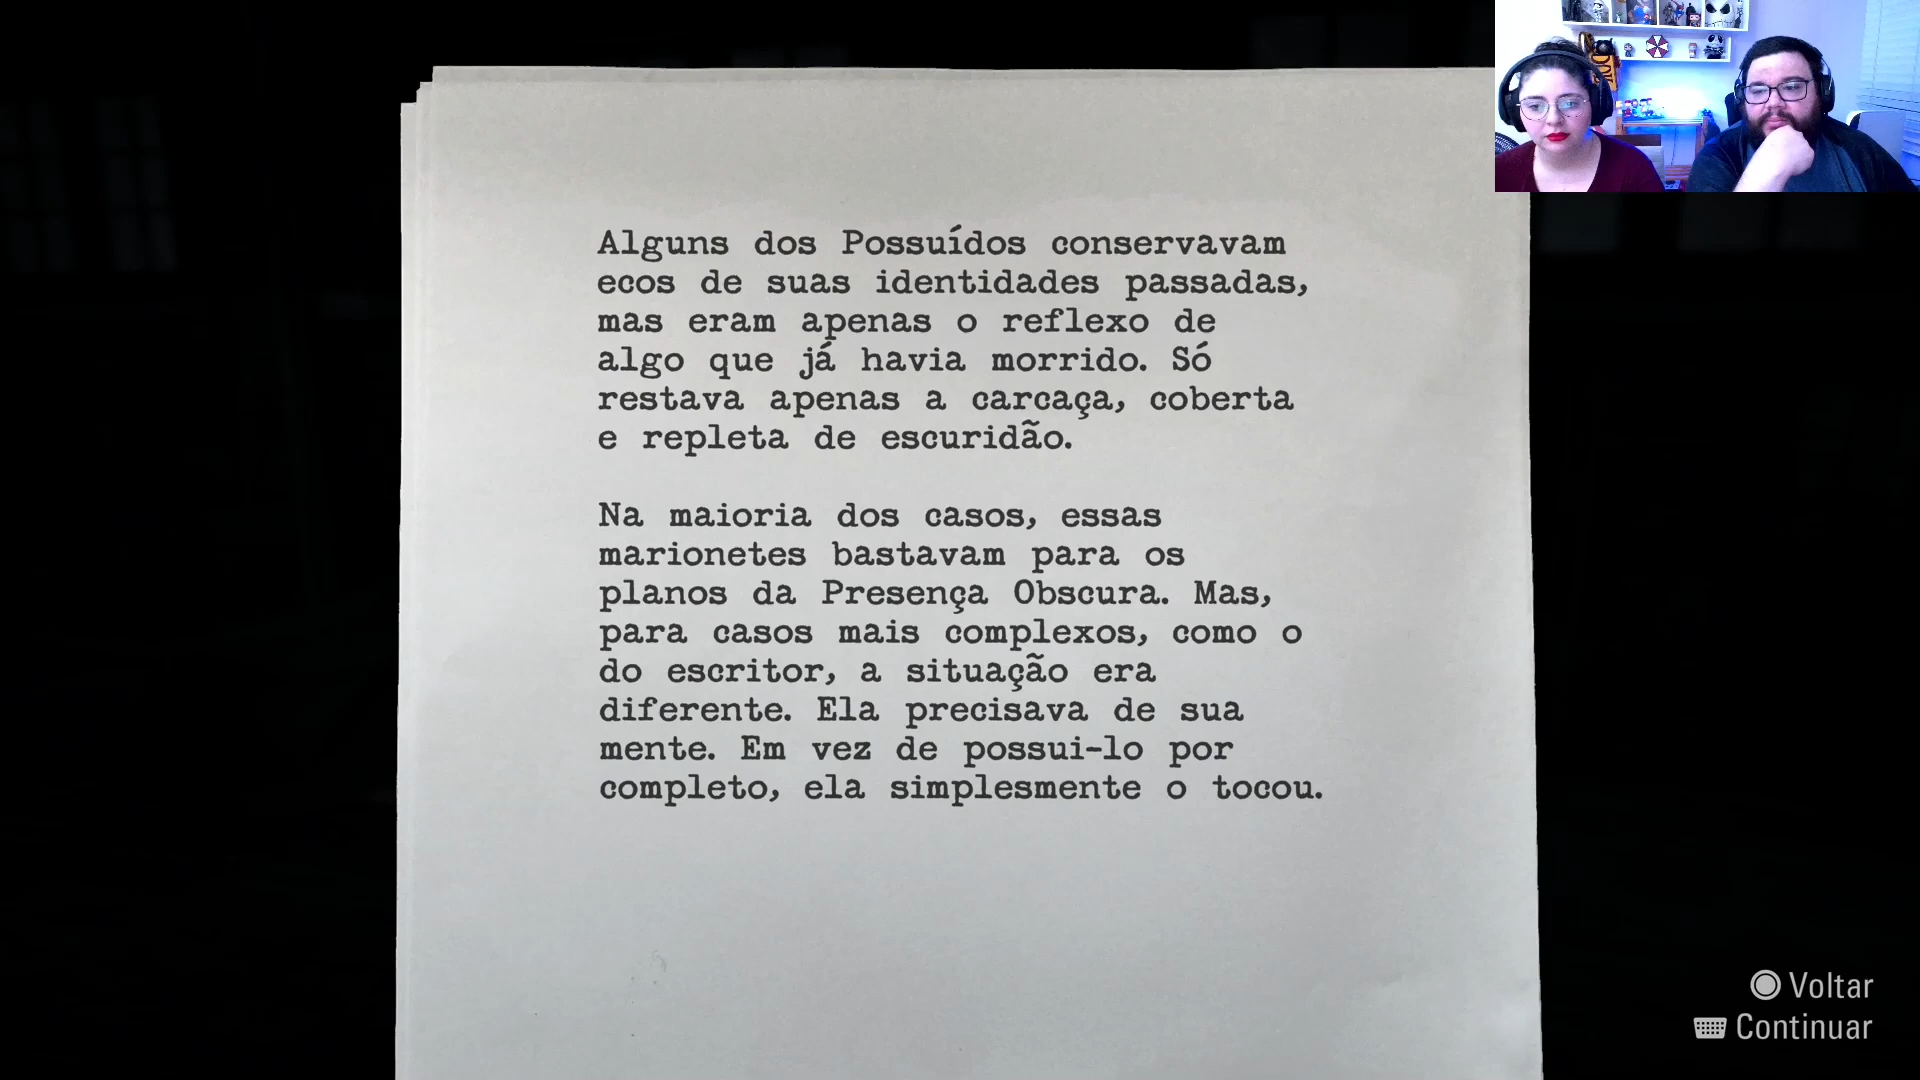 Alguns dos Possuídos conservavam
ecos de suas identidades passadas,
mas eram apenas o reflexo de
algo que já havia morrido. Só
restava apenas a carcaça, coberta
e repleta de escuridão.
Na maioria dos casos, essas
marionetes bastavam para os
planos da Presença Obscura. Mas,
para casos mais complexos, como o
do escritor, a situação era
diferente. Ela precisava de sua
mente. Em vez de possui-lo por
completo, ela simplesmente o tocou.
Voltar
Continuar